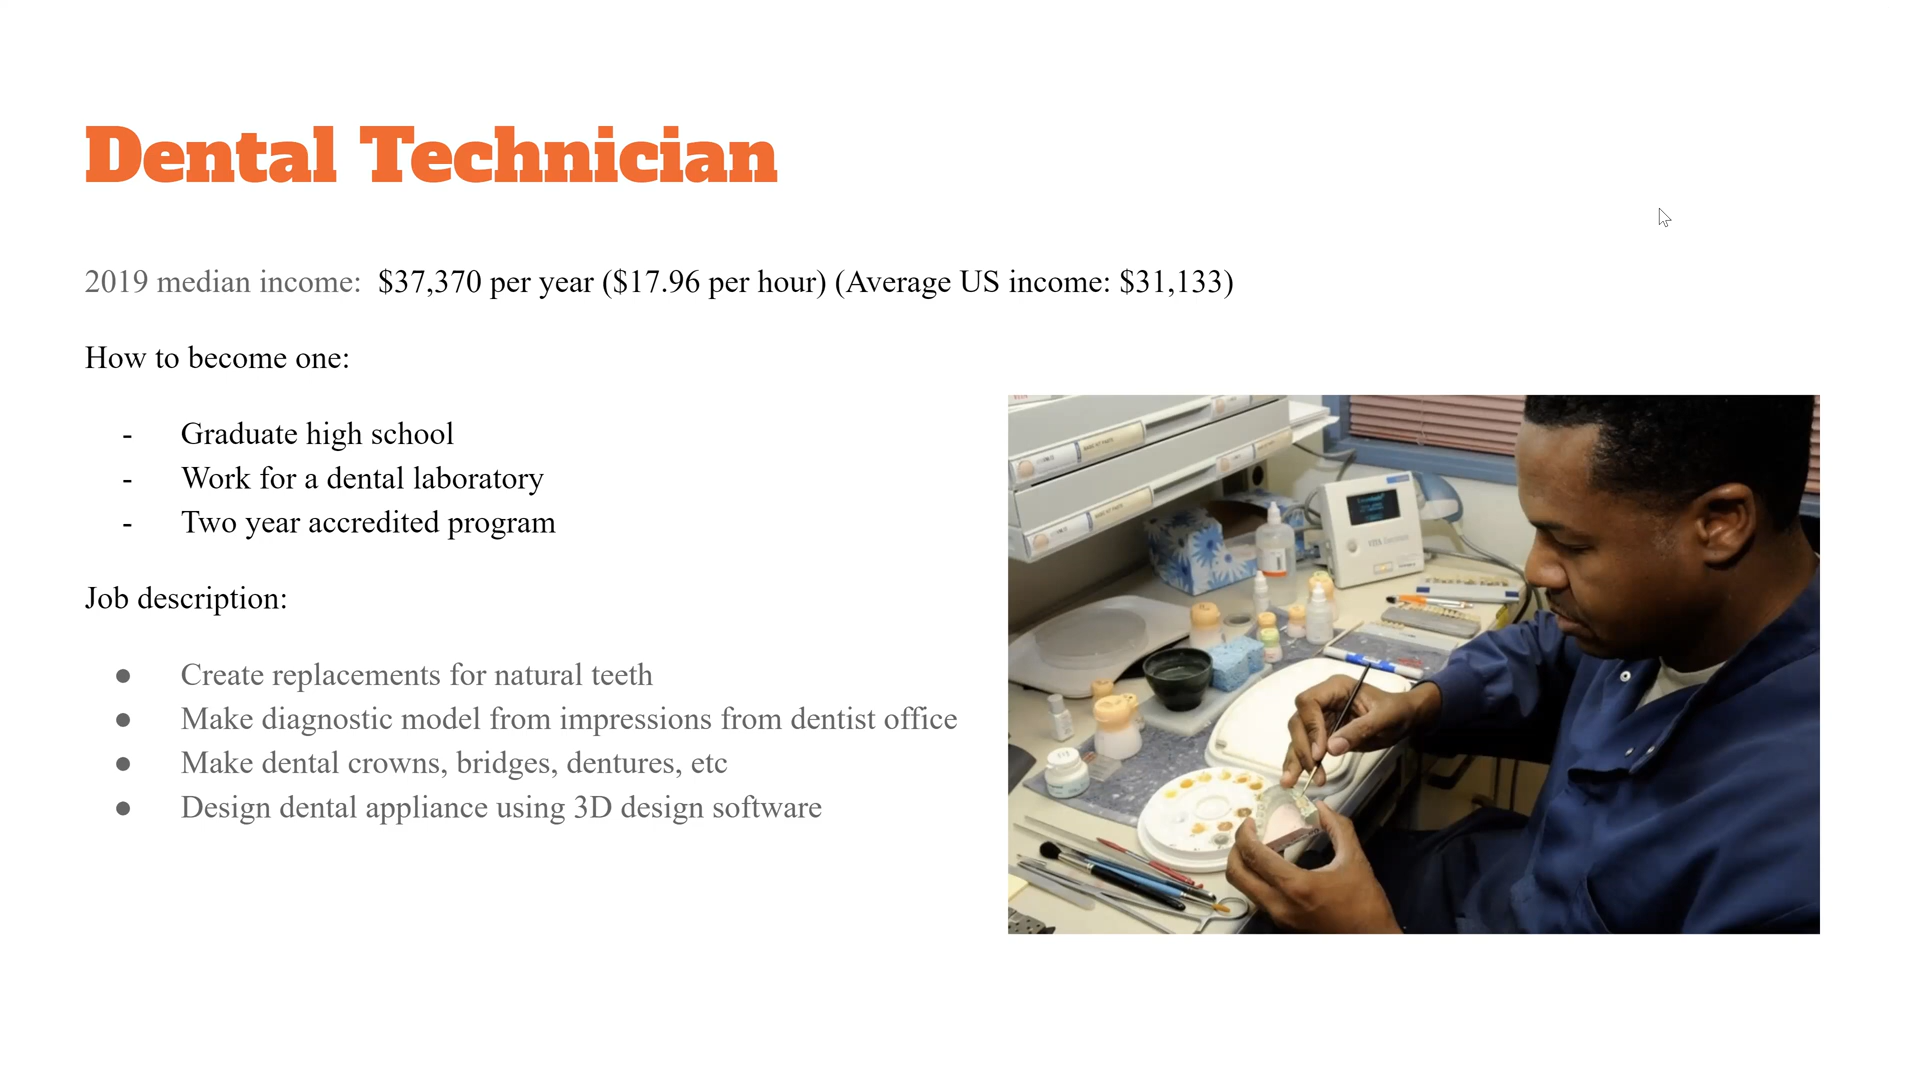 Dental Technician
2019 median income: $37,370 per year ($17.96 per hour) (Average US income: $31,133)
How to become one:
- Graduate high school
- Work for a dental laboratory
- Two year accredited program
Job description:
● Create replacements for natural teeth
● Make diagnostic model from impressions from dentist office
● Make dental crowns, bridges, dentures, etc
● Design dental appliance using 3D design software
VITA